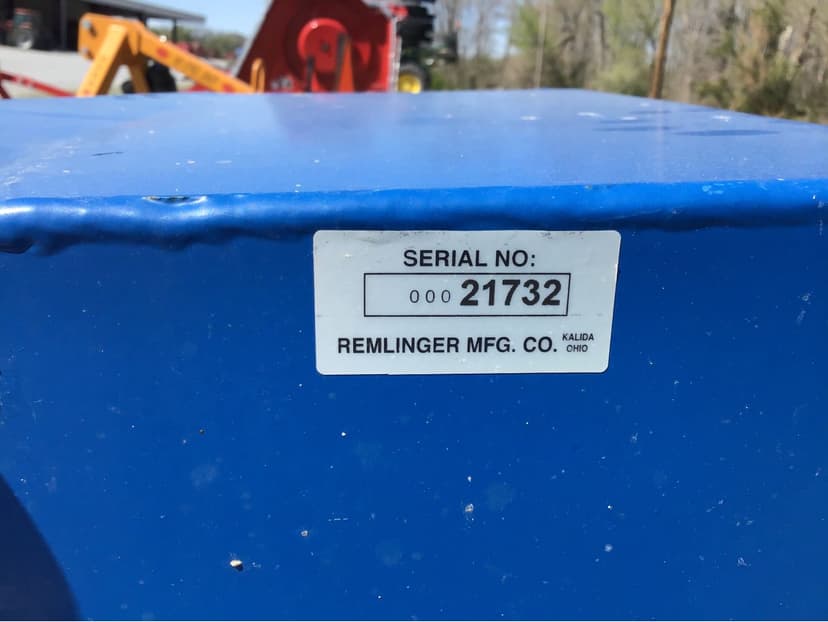 SERIAL NO:
000 21732
REMLINGER MFG. CO. KALIDA
OHIO